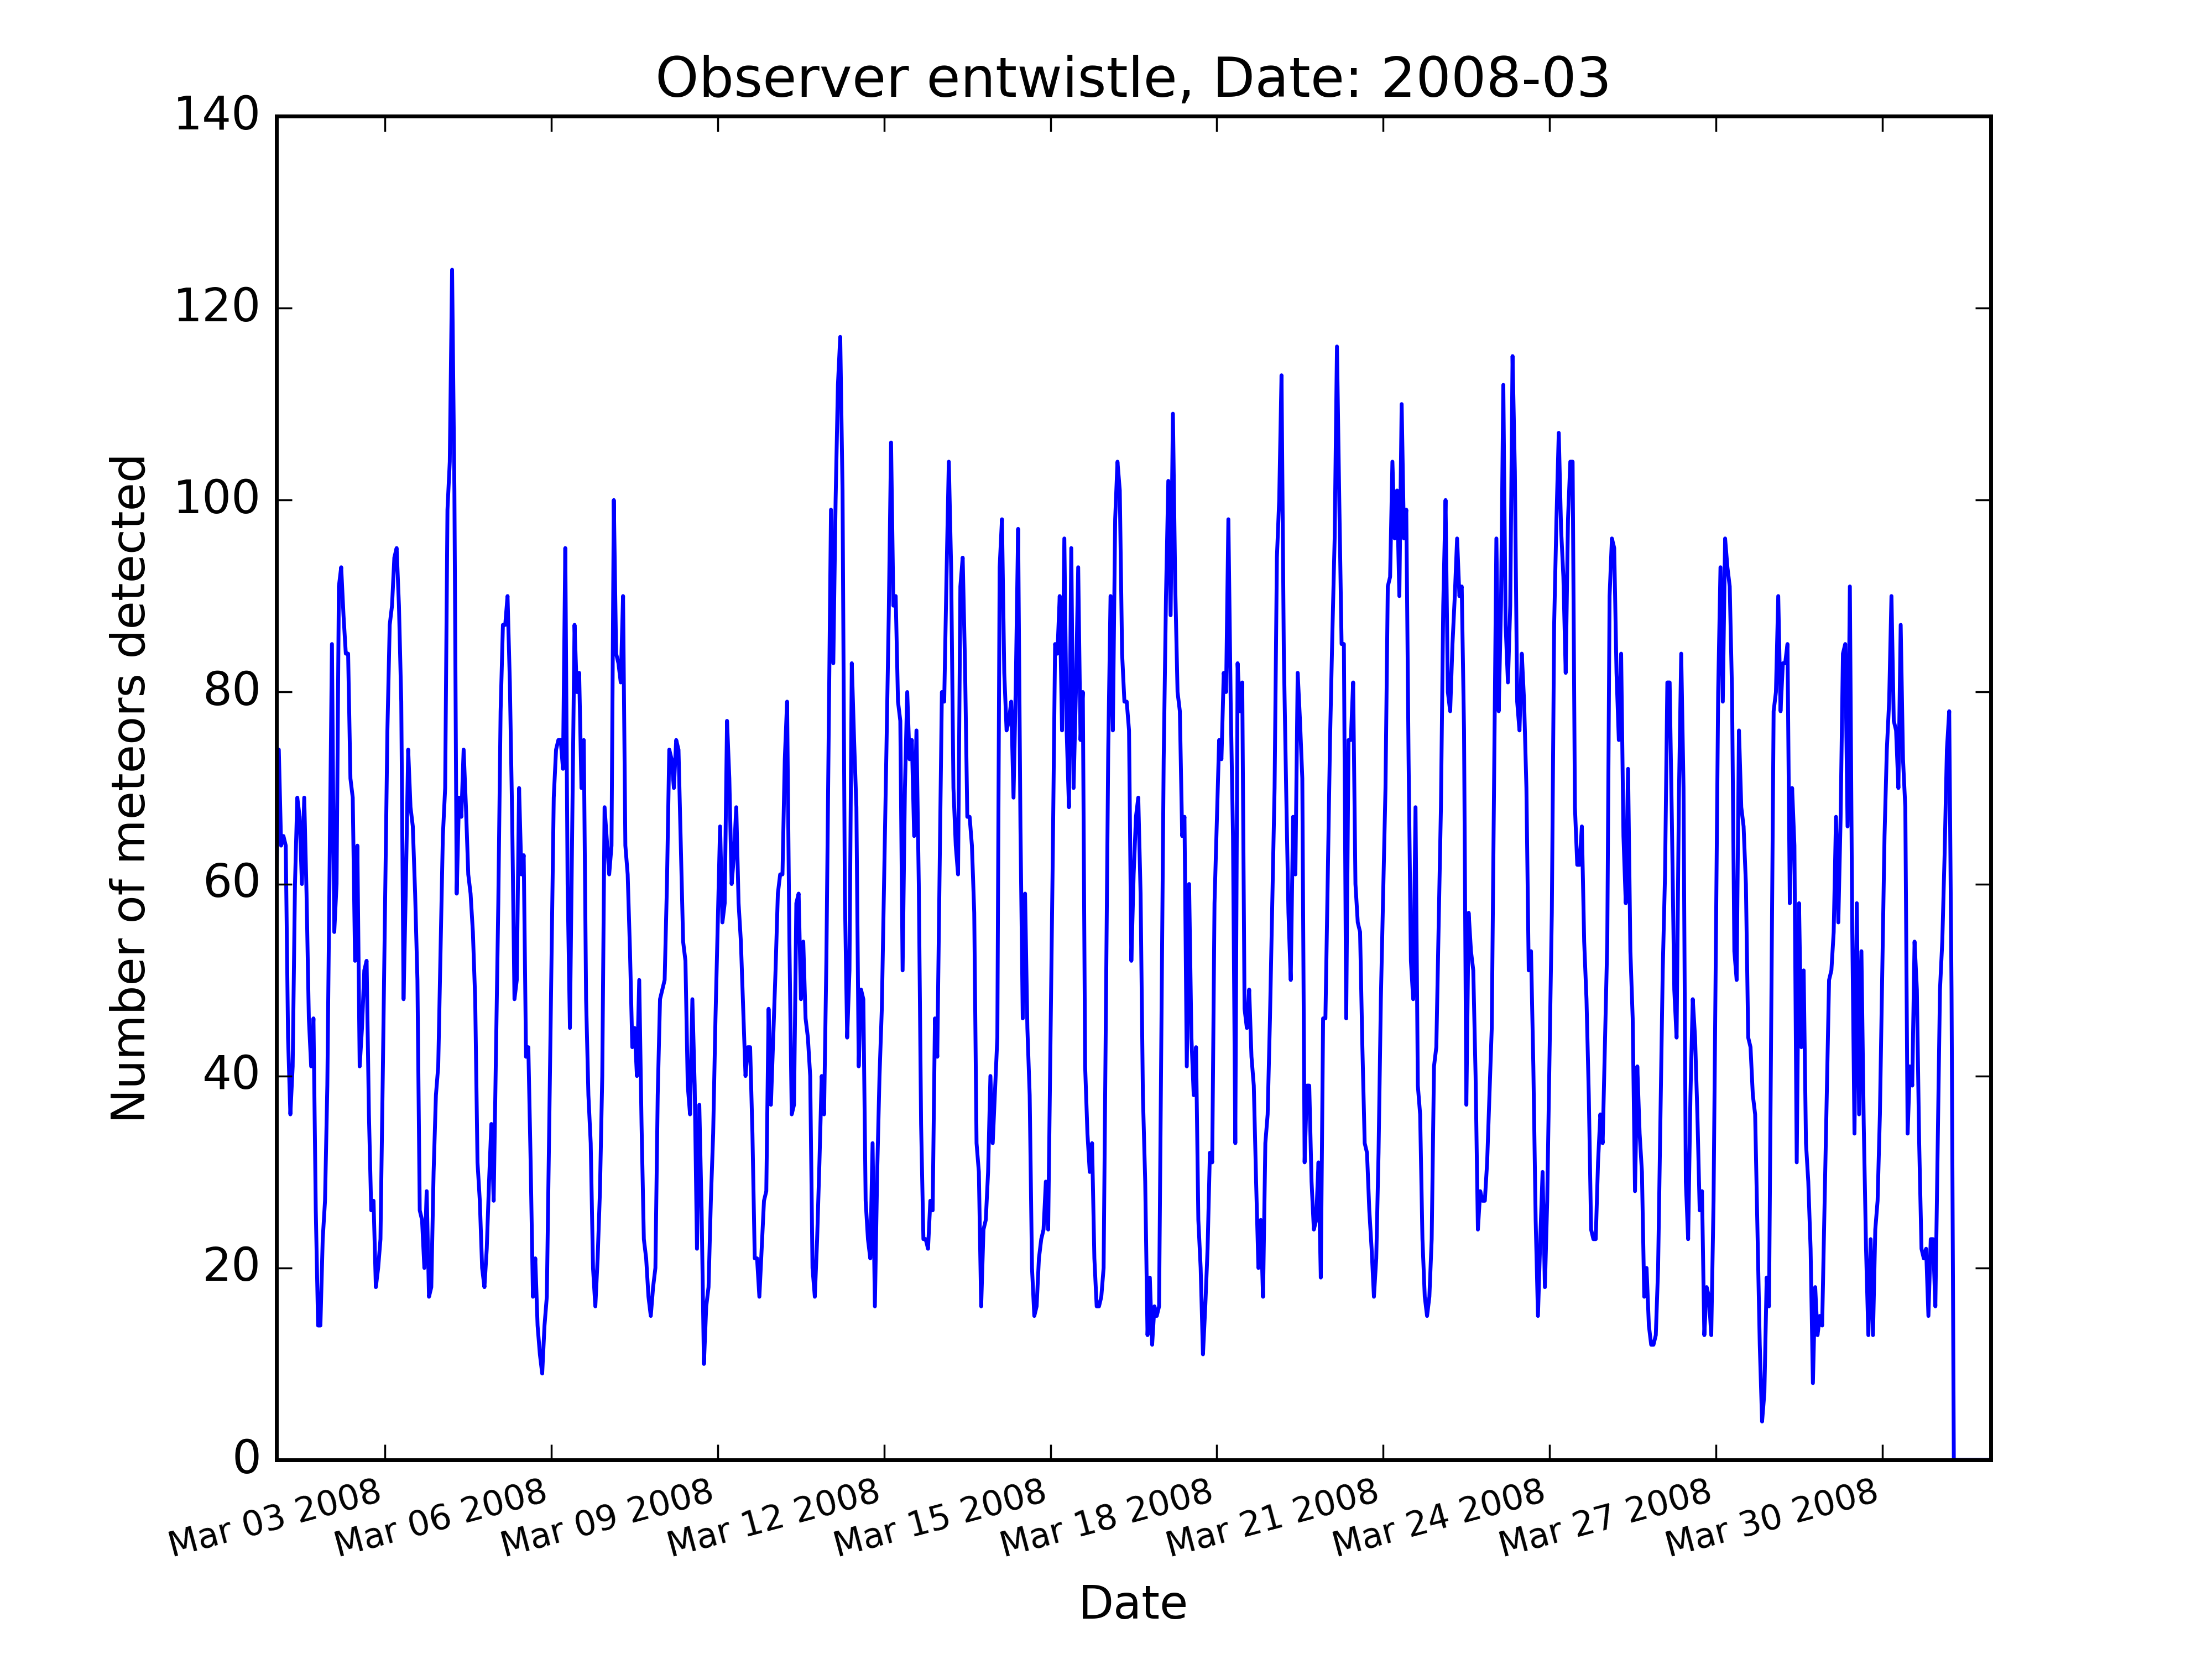 Observer entwistle, Date: 2008-03
Number of meteors detected
140
120
100
80
60
40
20
0
Mar 03 2008
Mar 06 2008
Mar 09 2008
Mar 12 2008
Mar 15 2008
Mar 18 2008
Mar 21 2008
Mar 24 2008
Mar 27 2008
Mar 30 2008
Date